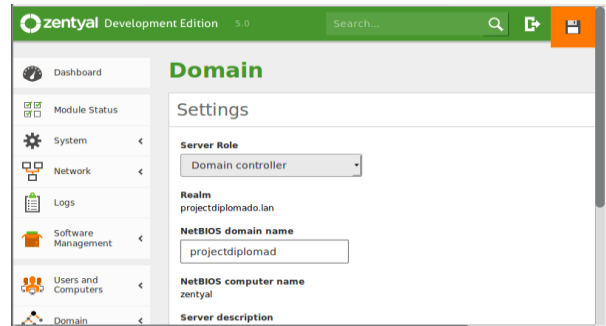 zentyal Development Edition 5.0 Search...
Dashboard
Module Status
System
Network
Logs
Software
Management
Users and
Computers
Domain
Domain
Settings
Server Role
Domain controller
Realm
projectdiplomado.lan
NetBIOS domain name
projectdiplomad
NetBIOS computer name
zentyal
Server description